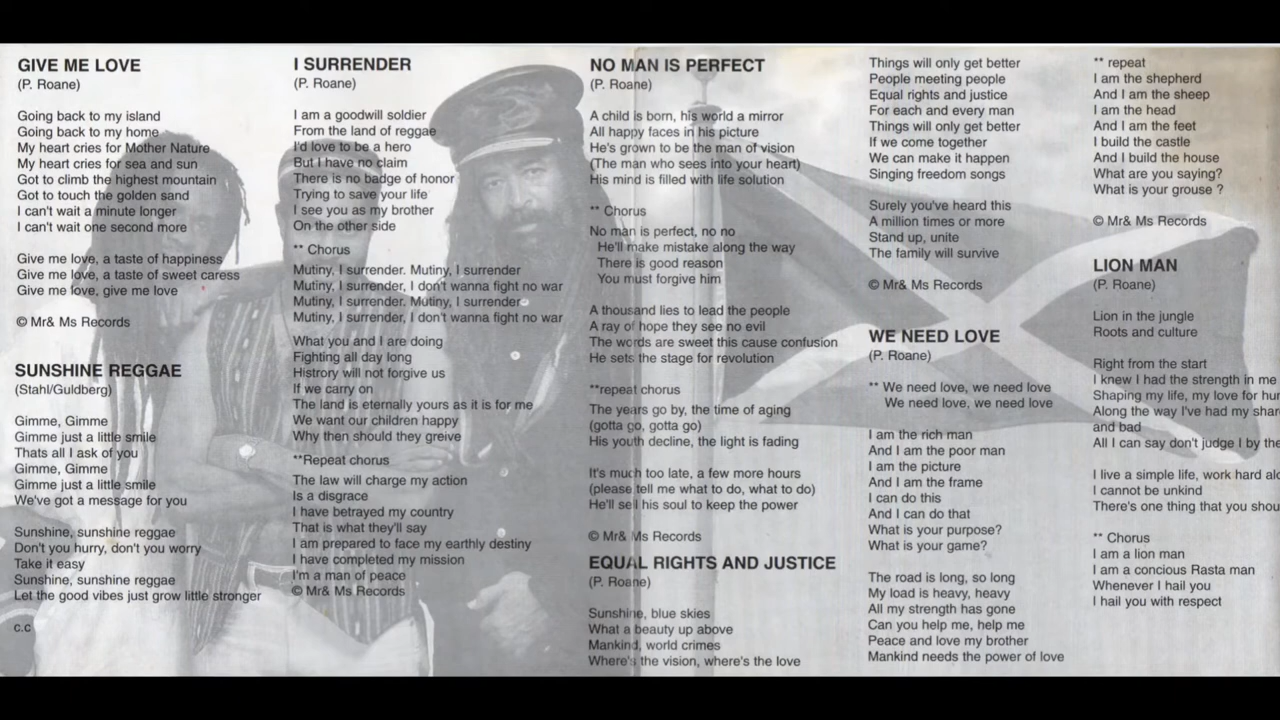 GIVE ME LOVE
(P. Roane)
Going back to my island
Going back to my home
My heart cries for Mother Nature
My heart cries for sea and sun
Got to climb the highest mountain
Got to touch the golden sand
I can't wait a minute longer
I can't wait one second more
Give me love, a taste of happiness
Give me love, a taste of sweet caress
Give me love, give me love
© Mr& Ms Records
SUNSHINE REGGAE
(Stahl/Guldberg)
Gimme, Gimme
Gimme just a little smile
Thats all I ask of you
Gimme, Gimme
Gimme just a little smile
We've got a message for you
Sunshine, sunshine reggae
Don't you hurry, don't you worry
Take it easy
Sunshine, sunshine reggae
Let the good vibes just grow little stronger
c.c
I SURRENDER
(P. Roane)
I am a goodwill soldier
From the land of reggae
I'd love to be a hero
But I have no claim
There is no badge of honor
Trying to save your life
I see you as my brother
On the other side
** Chorus
Mutiny, I surrender. Mutiny, I surrender
Mutiny, I surrender, I don't wanna fight no war
Mutiny, I surrender. Mutiny, I surrender
Mutiny, I surrender, I don't wanna fight no war
What you and I are doing
Fighting all day long
Histrory will not forgive us
If we carry on
The land is eternally yours as it is for me
We want our children happy
Why then should they greive
**Repeat chorus
The law will charge my action
Is a disgrace
I have betrayed my country
That is what they'll say
I am prepared to face my earthly destiny
I have completed my mission
I'm a man of peace
© Mr& Ms Records
NO MAN IS PERFECT
(P. Roane)
A child is born, his world a mirror
All happy faces in his picture
He's grown to be the man of vision
(The man who sees into your heart)
His mind is filled with life solution
** Chorus
No man is perfect, no no
He'll make mistake along the way
There is good reason
You must forgive him
A thousand lies to lead the people
A ray of hope they see no evil
The words are sweet this cause confusion
He sets the stage for revolution
**repeat chorus
The years go by, the time of aging
(gotta go, gotta go)
His youth decline, the light is fading
It's much too late, a few more hours
(please tell me what to do, what to do)
He'll sell his soul to keep the power
© Mr& Ms Records
EQUAL RIGHTS AND JUSTICE
(P. Roane)
Sunshine, blue skies
What a beauty up above
Mankind, world crimes
Where's the vision, where's the love
Things will only get better
People meeting people
Equal rights and justice
For each and every man
Things will only get better
If we come together
We can make it happen
Singing freedom songs
Surely you've heard this
A million times or more
Stand up, unite
The family will survive
© Mr& Ms Records
WE NEED LOVE
(P. Roane)
** We need love, we need love
We need love, we need love
I am the rich man
And I am the poor man
I am the picture
And I am the frame
I can do this
And I can do that
What is your purpose?
What is your game?
The road is long, so long
My load is heavy, heavy
All my strength has gone
Can you help me, help me
Peace and love my brother
Mankind needs the power of love
** repeat
I am the shepherd
And I am the sheep
I am the head
And I am the feet
I build the castle
And I build the house
What are you saying?
What is your grouse ?
© Mr& Ms Records
LION MAN
(P. Roane)
Lion in the jungle
Roots and culture
Right from the start
I knew I had the strength in me
Shaping my life, my love for
Along the way I've had my
and bad
All I can say don't judge I by
I live a simple life, work hard
I cannot be unkind
There's one thing that you
** Chorus
I am a lion man
I am a concious Rasta man
Whenever I hail you
I hail you with respect